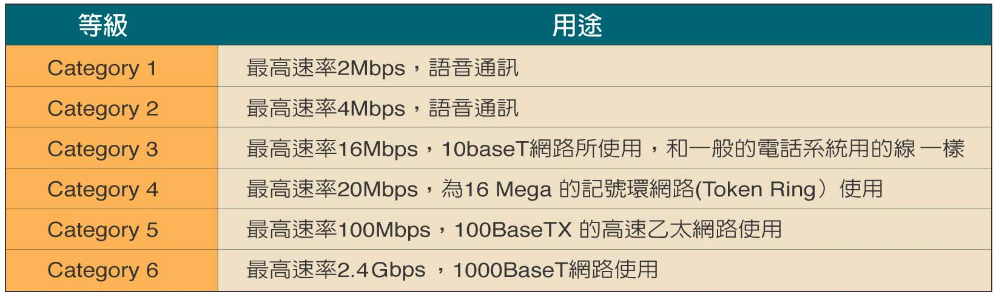 等級 用途
Category 1 最高速率2Mbps，語音通訊
Category 2 最高速率4Mbps，語音通訊
Category 3 最高速率16Mbps，10baseT網路所使用，和一般的電話系統用的線一樣
Category 4 最高速率20Mbps，為16 Mega 的記號環網路(Token Ring）使用
Category 5 最高速率100Mbps，100BaseTX 的高速乙太網路使用
Category 6 最高速率2.4Gbps ，1000BaseT網路使用